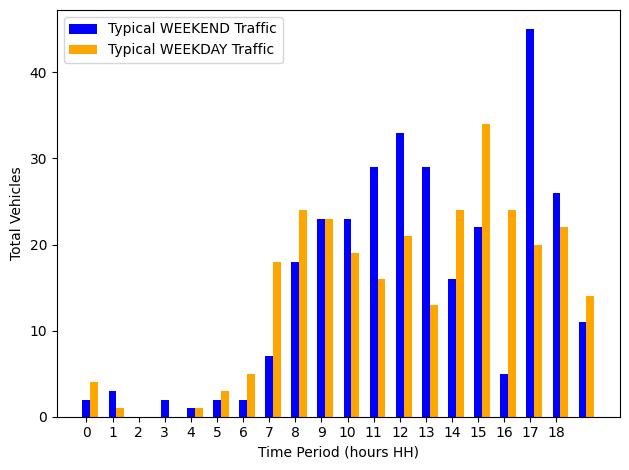 Typical WEEKEND Traffic
Typical WEEKDAY Traffic
40
30
20
10
0
Total Vehicles
0 1 2 3 4 5 6 7 8 9 10 11 12 13 14 15 16 17 18
Time Period (hours HH)